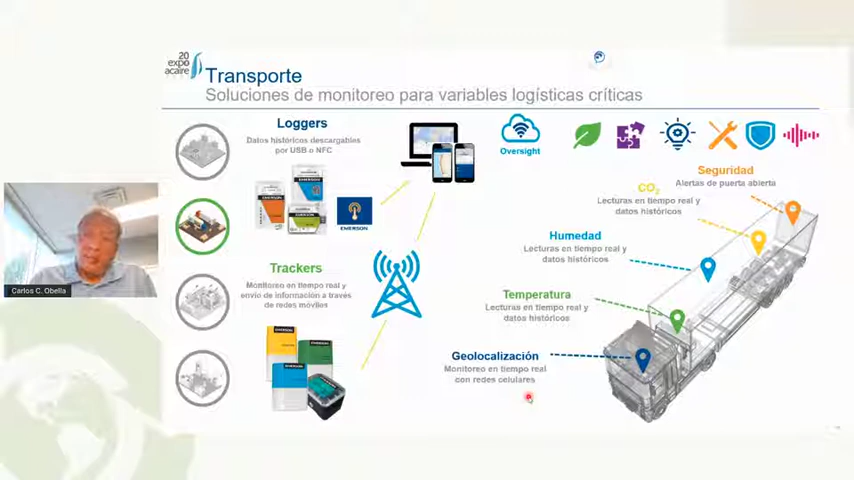 20
expo
acaire
Transporte
Soluciones de monitoreo para variables logísticas críticas
Loggers
Datos históricos descargables
por USB o NFC
EMERSON
Trackers
Monitoreo en tiempo real y
envío de información a través
de redes móviles
EMERSON
EMERSON
EMERSON
Oversight
Seguridad
Alertas de puerta abierta
CO2
Lecturas en tiempo real y
datos históricos
Humedad
Lecturas en tiempo real y
datos históricos
Temperatura
Lecturas en tiempo real y
datos históricos
Geolocalización
Monitoreo en tiempo real
con redes celulares
Carlos C. Obella